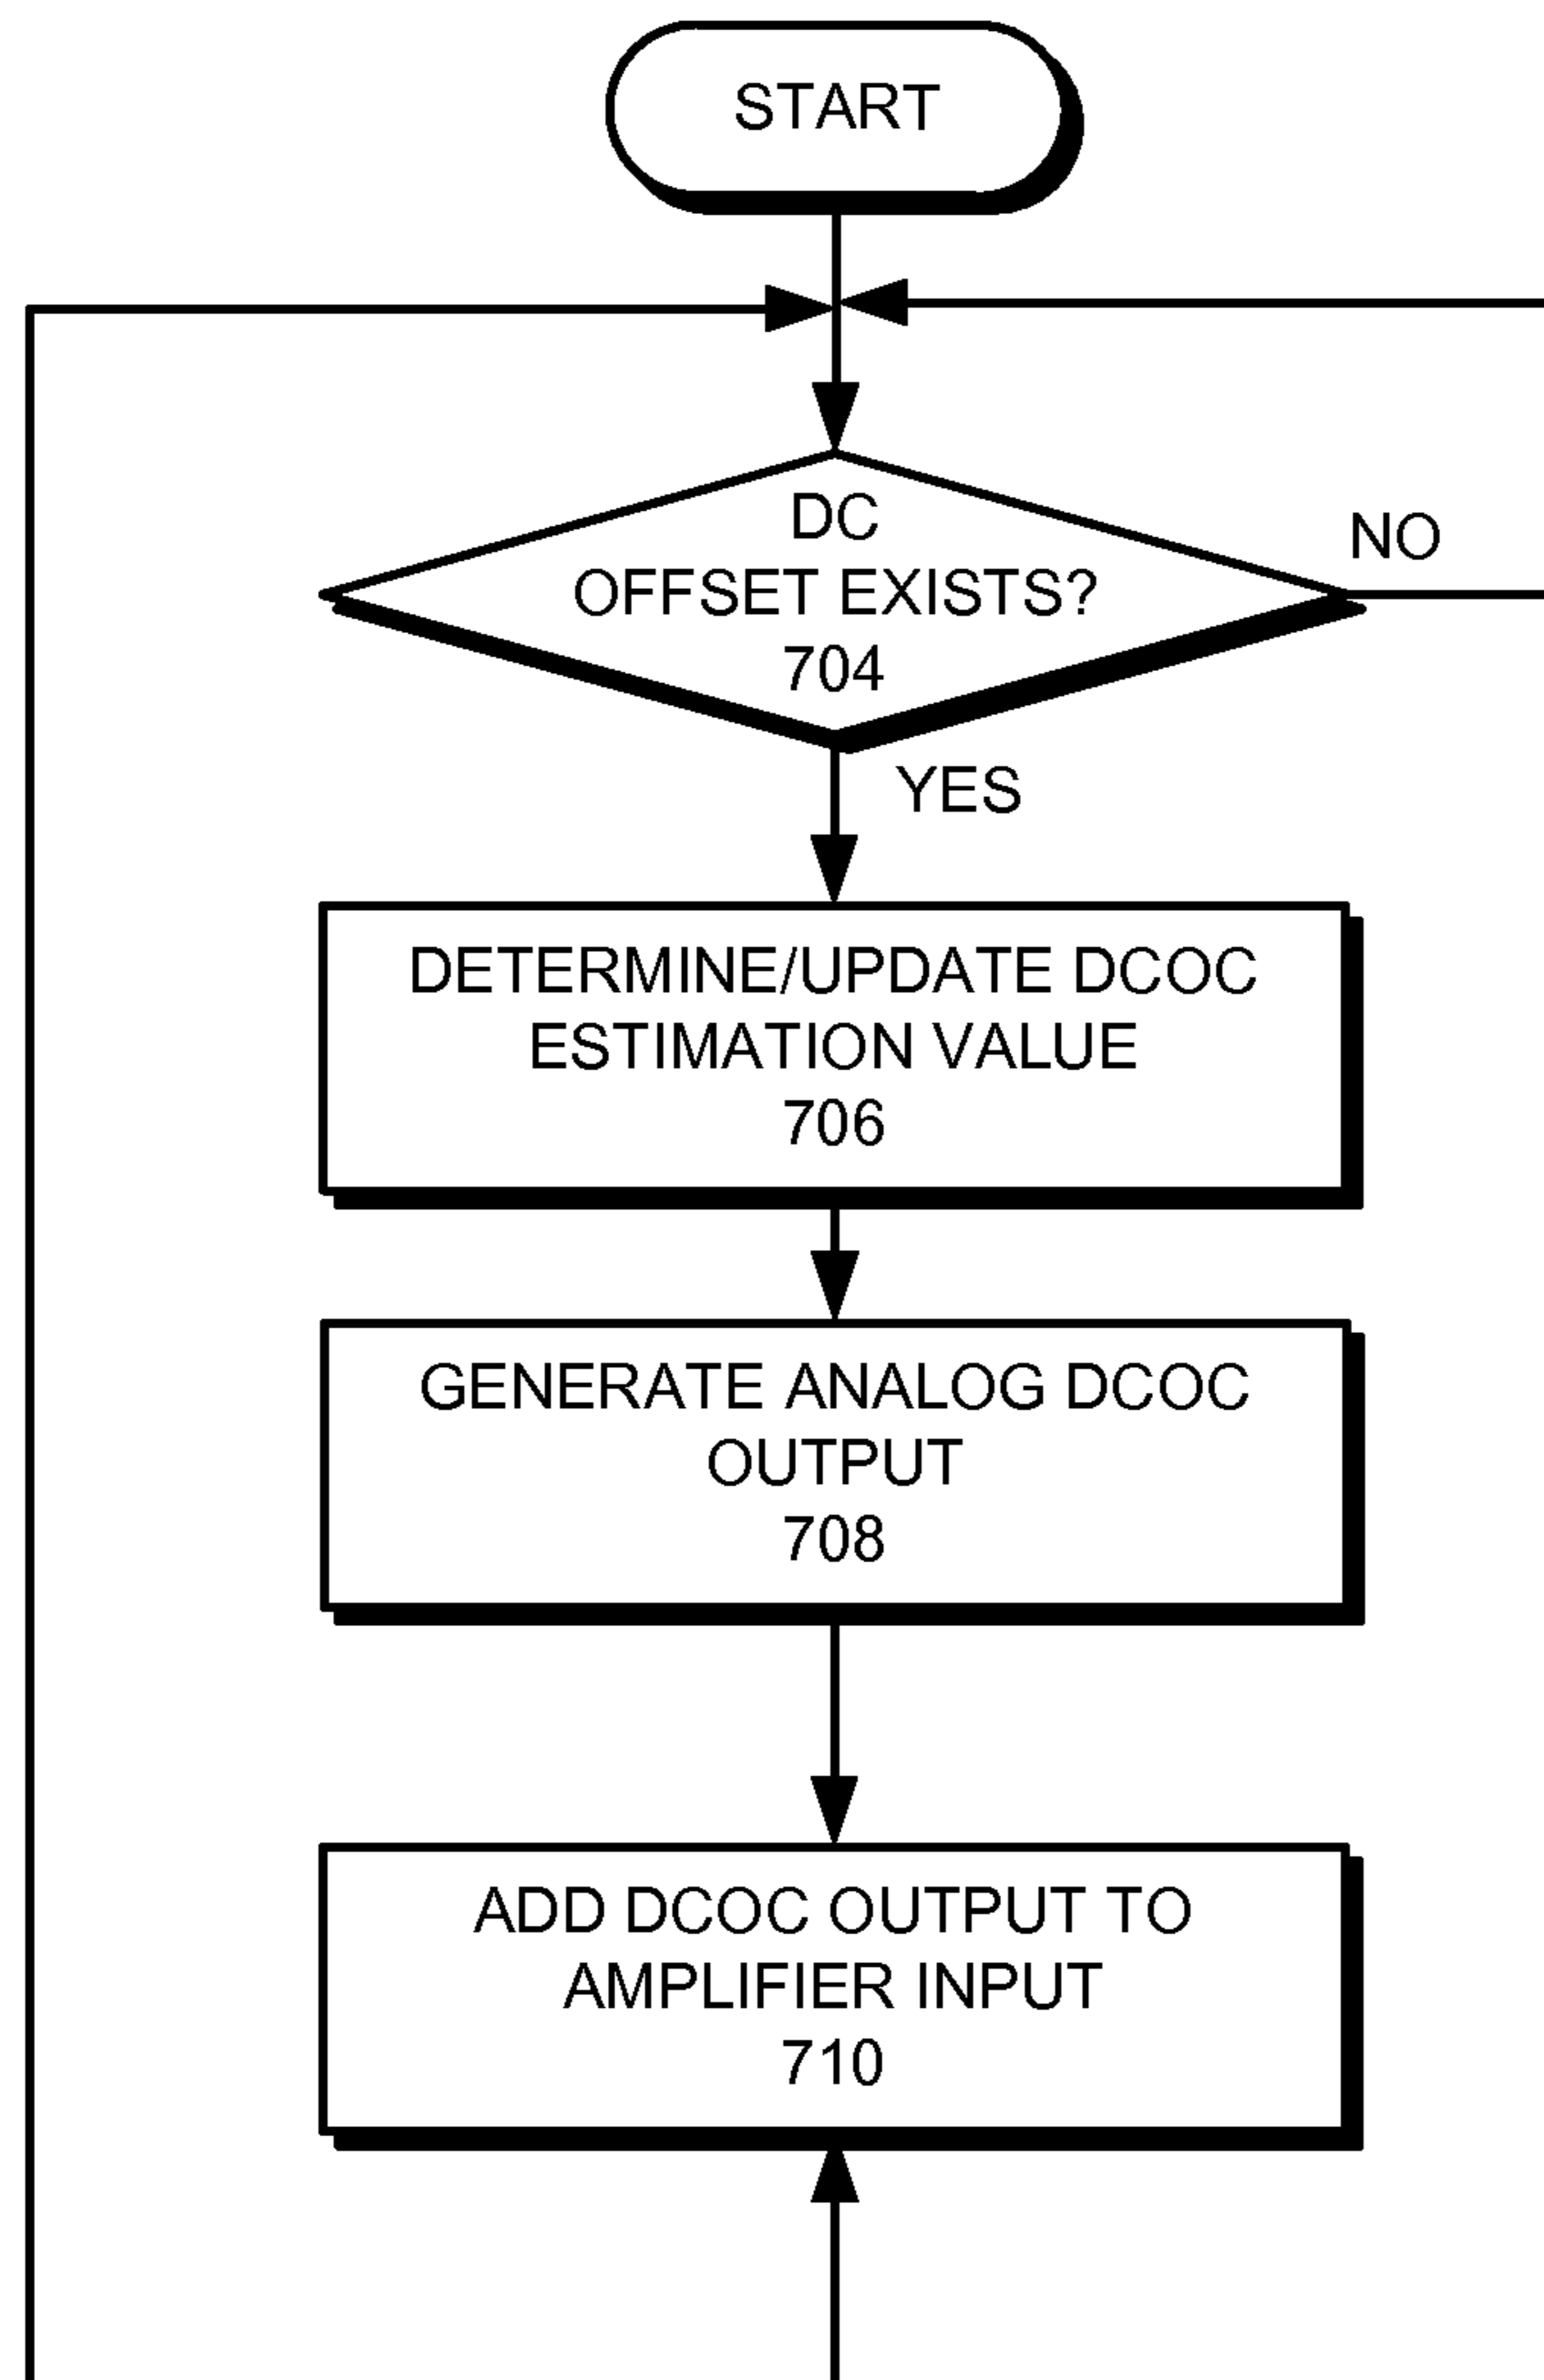 START
DC
OFFSET EXISTS?
704
NO
YES
DETERMINE/UPDATE DCOC
ESTIMATION VALUE
706
GENERATE ANALOG DCOC
OUTPUT
708
ADD DCOC OUTPUT TO
AMPLIFIER INPUT
710